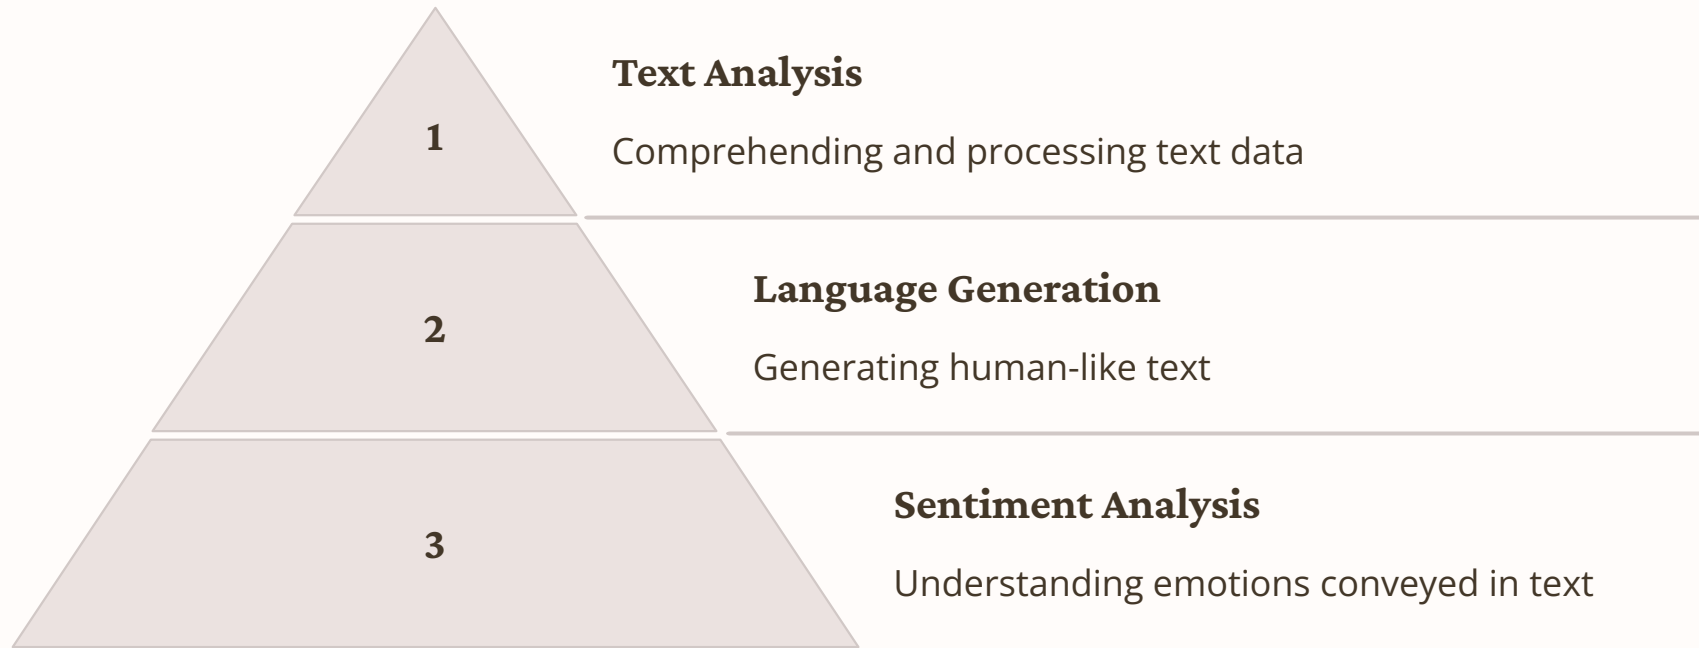 1
Text Analysis
Comprehending and processing text data
2
Language Generation
Generating human-like text
3
Sentiment Analysis
Understanding emotions conveyed in text